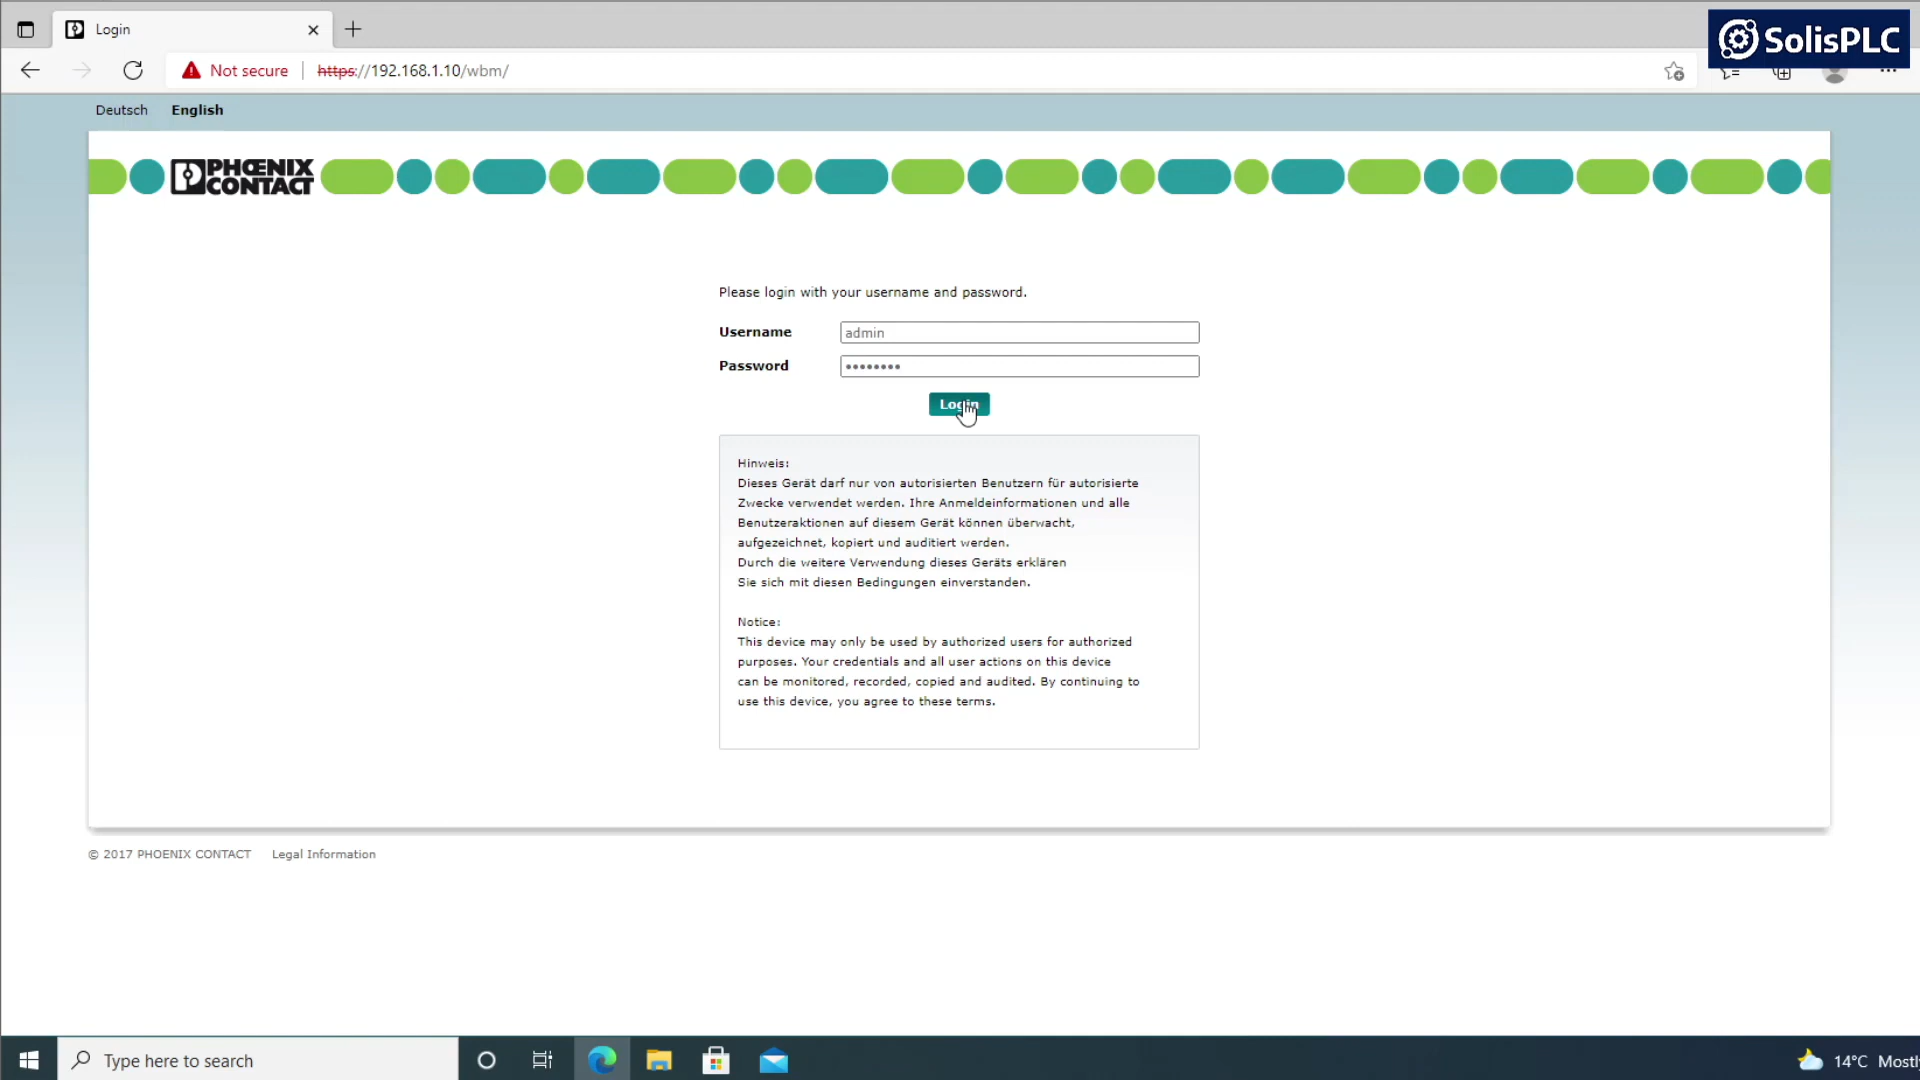 Login
SolisPLC
Not secure
https://192.168.1.10/wbm/
Deutsch English
PHŒNIX
CONTACT
Please login with your username and password.
Username admin
Password ••••••••
Login
Hinweis:
Dieses Gerät darf nur von autorisierten Benutzern für autorisierte
Zwecke verwendet werden. Ihre Anmeldeinformationen und alle
Benutzeraktionen auf diesem Gerät können überwacht,
aufgezeichnet, kopiert und auditiert werden.
Durch die weitere Verwendung dieses Geräts erklären
Sie sich mit diesen Bedingungen einverstanden.
Notice:
This device may only be used by authorized users for authorized
purposes. Your credentials and all user actions on this device
can be monitored, recorded, copied and audited. By continuing to
use this device, you agree to these terms.
© 2017 PHOENIX CONTACT Legal Information
Type here to search
14°C Mostly